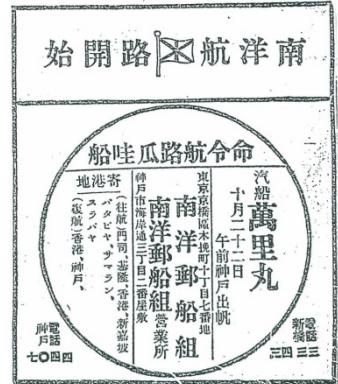 南洋航路開始
命令航路瓜哇船
汽船萬里丸
十月二十二日
午前神戸出帆
東京京橋區木挽町十丁目七番地
南洋郵船組
神戸市海岸通三丁目二番屋敷
南洋郵船組營業所
寄港地
(往航)門司、基隆、香港、新嘉坡
バタビヤ、サマラン、
スラバヤ
(復航)香港、神戸、
電話新橋
電話神戸四四〇七